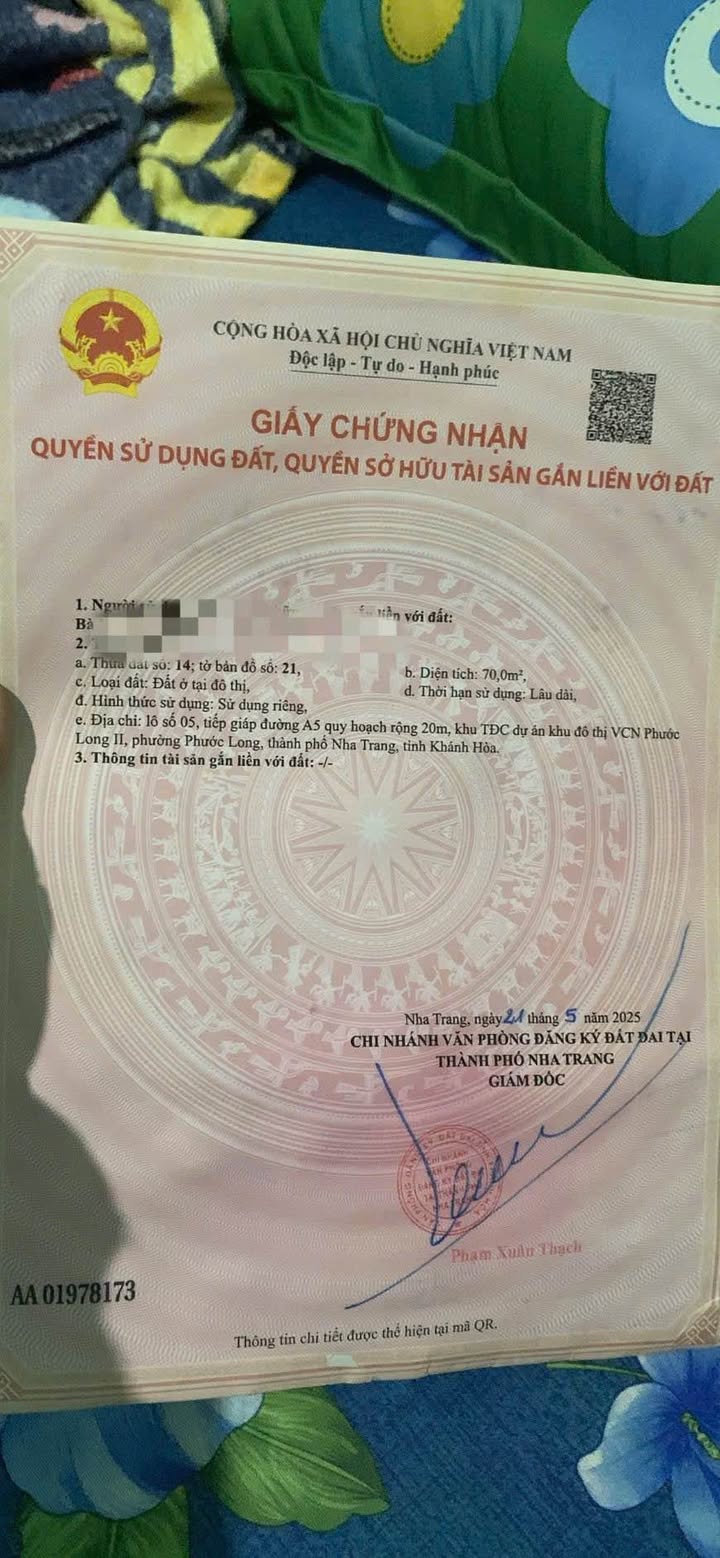 CỘNG HÒA XÃ HỘI CHỦ NGHĨA VIỆT NAM
Độc lập - Tự do - Hạnh phúc
GIẤY CHỨNG NHẬN
QUYỀN SỬ DỤNG ĐẤT, QUYỀN SỞ HỮU TÀI SẢN GẮN LIỀN VỚI ĐẤT
1. Người liền với đất:
Bà
2.
a. Thửa đất số: 14; tờ bản đồ số: 21,
b. Diện tích: 70,0m²,
c. Loại đất: Đất ở tại đô thị,
d. Thời hạn sử dụng: Lâu dài,
đ. Hình thức sử dụng: Sử dụng riêng,
e. Địa chỉ: lô số 05, tiếp giáp đường A5 quy hoạch rộng 20m, khu TĐC dự án khu đô thị VCN Phước
Long II, phường Phước Long, thành phố Nha Trang, tỉnh Khánh Hòa.
3. Thông tin tài sản gắn liền với đất: -/-
Nha Trang, ngày 21 tháng 5 năm 2025
CHI NHÁNH VĂN PHÒNG ĐĂNG KÝ ĐẤT ĐAI TẠI
THÀNH PHỐ NHA TRANG
GIÁM ĐỐC
Phạm Xuân Thạch
AA 01978173
Thông tin chi tiết được thể hiện tại mã QR.